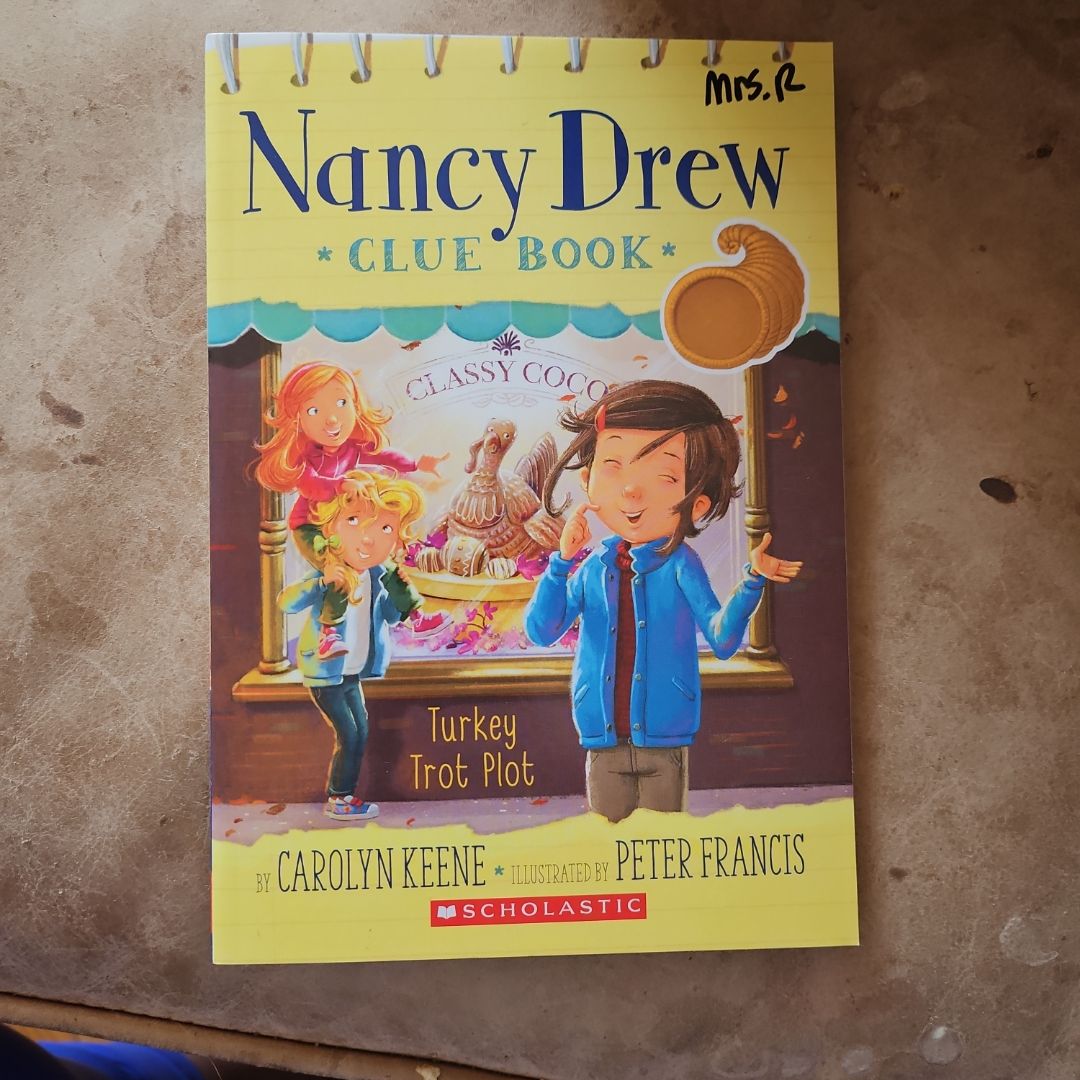 Mrs. R
Nancy Drew
* CLUE BOOK *
CLASSY COCO
Turkey
Trot Plot
BY CAROLYN KEENE * ILLUSTRATED BY PETER FRANCIS
SCHOLASTIC